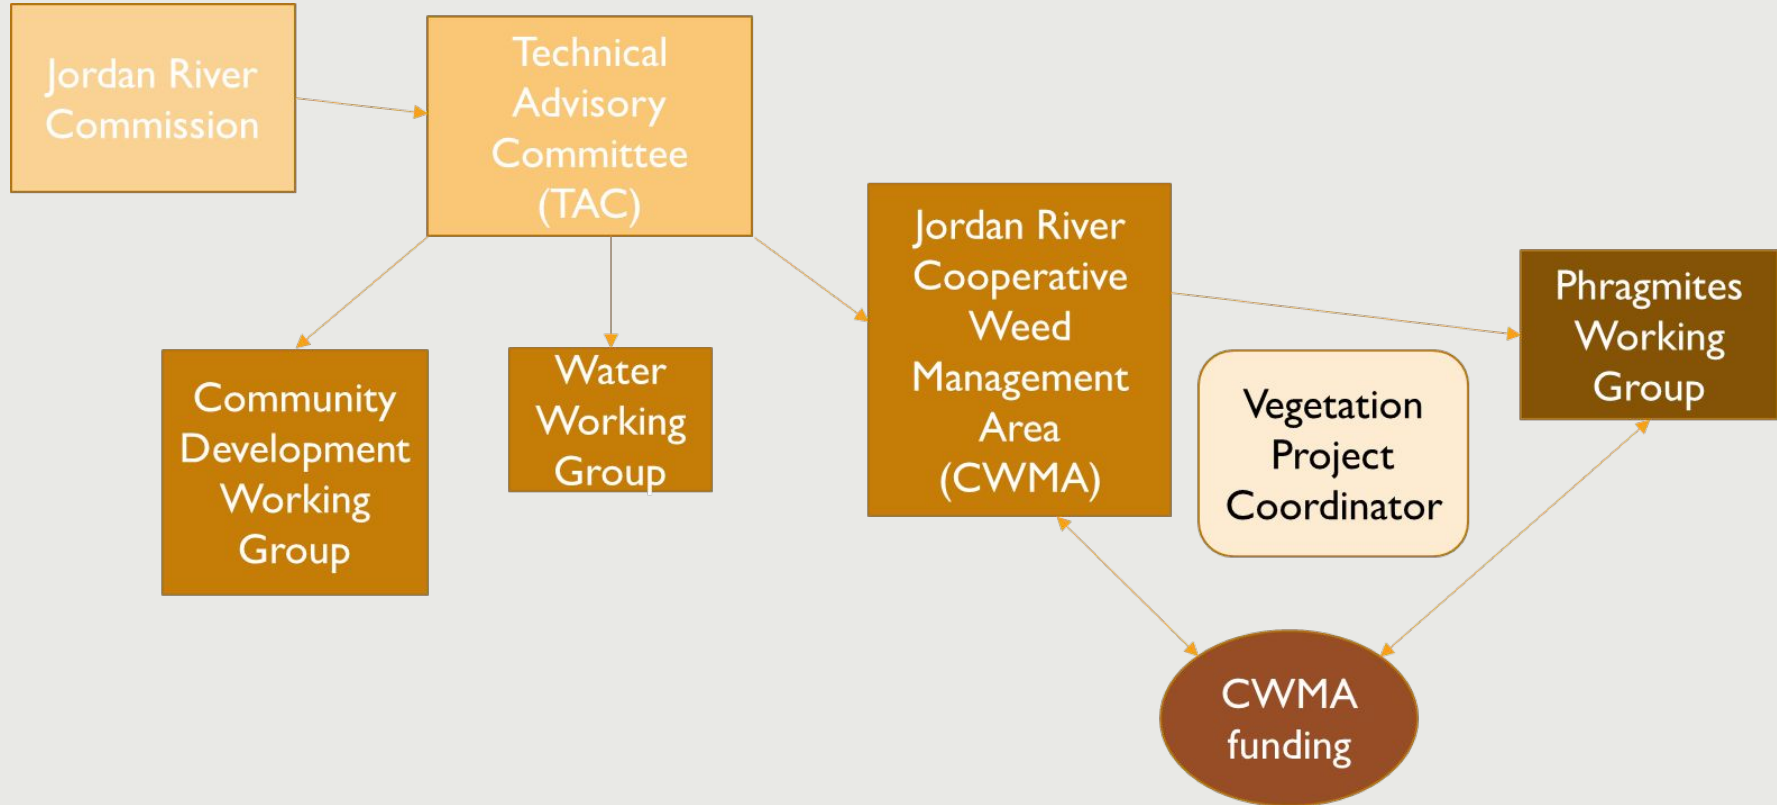 Jordan River
Commission
Technical
Advisory
Committee
(TAC)
Community
Development
Working
Group
Water
Working
Group
Jordan River
Cooperative
Weed
Management
Area
(CWMA)
Vegetation
Project
Coordinator
Phragmites
Working
Group
CWMA
funding